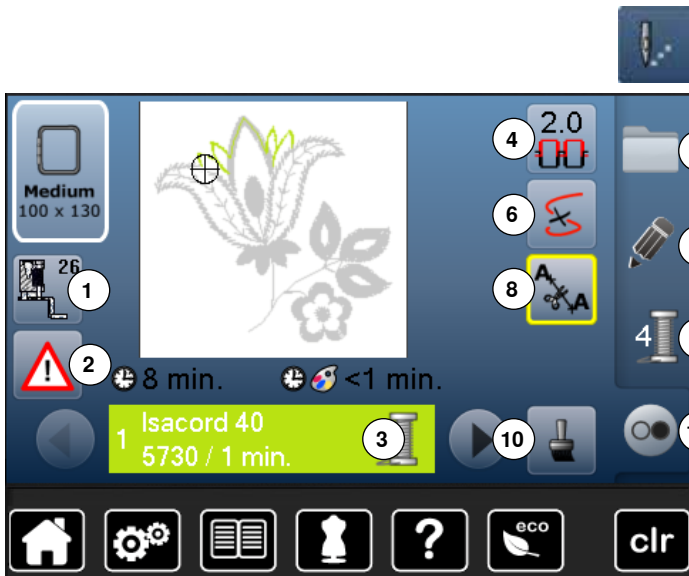 2.0
4
Medium
100 x 130
6
26
1
8
A
A
2
4
8 min.
<1 min.
1
Isacord 40
5730 / 1 min.
3
10
?
eco
clr